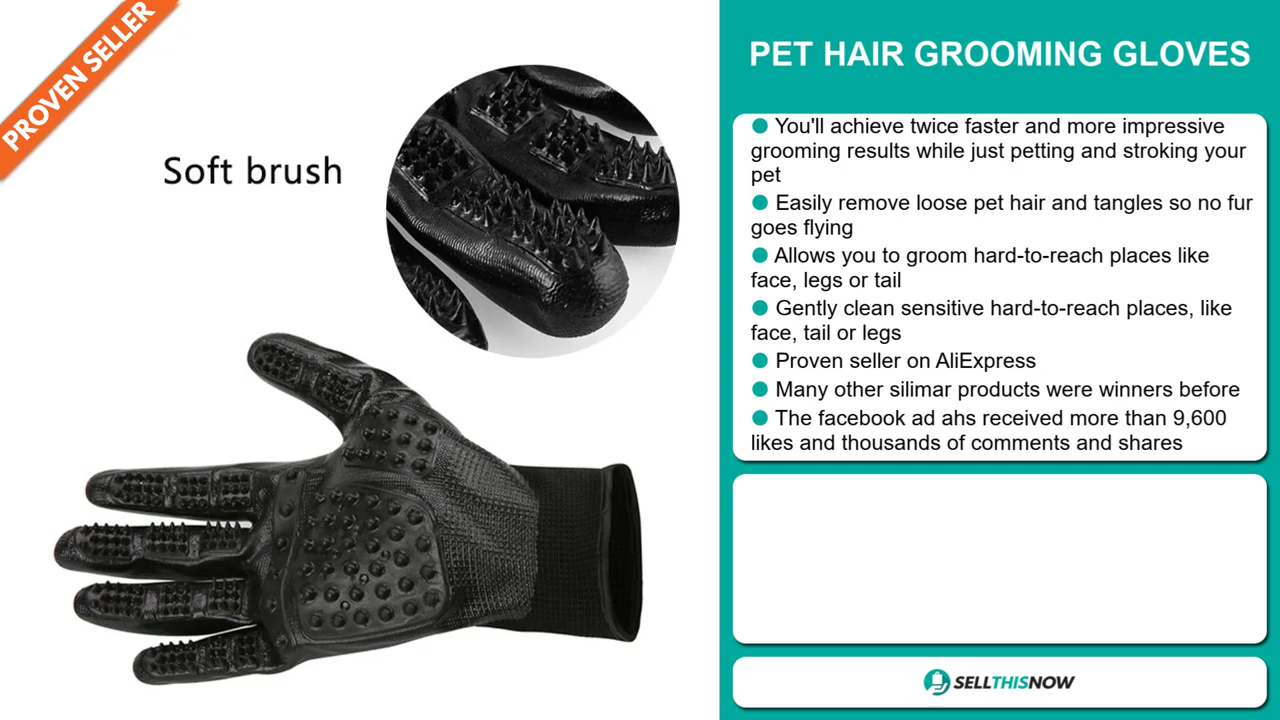 PROVEN SELLER
Soft brush
PET HAIR GROOMING GLOVES
● You'll achieve twice faster and more impressive
grooming results while just petting and stroking your
pet
● Easily remove loose pet hair and tangles so no fur
goes flying
● Allows you to groom hard-to-reach places like
face, legs or tail
● Gently clean sensitive hard-to-reach places, like
face, tail or legs
● Proven seller on AliExpress
● Many other silimar products were winners before
● The facebook ad ahs received more than 9,600
likes and thousands of comments and shares
SELLTHISNOW